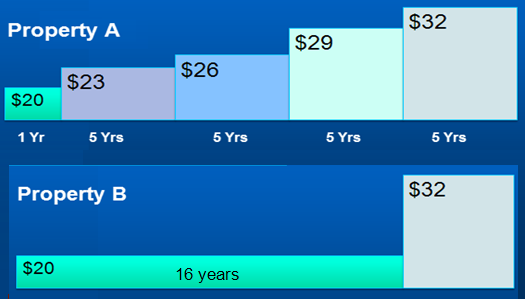 Property A
$20
$23
$26
$29
$32
1 Yr
5 Yrs
5 Yrs
5 Yrs
5 Yrs
Property B
$20
16 years
$32